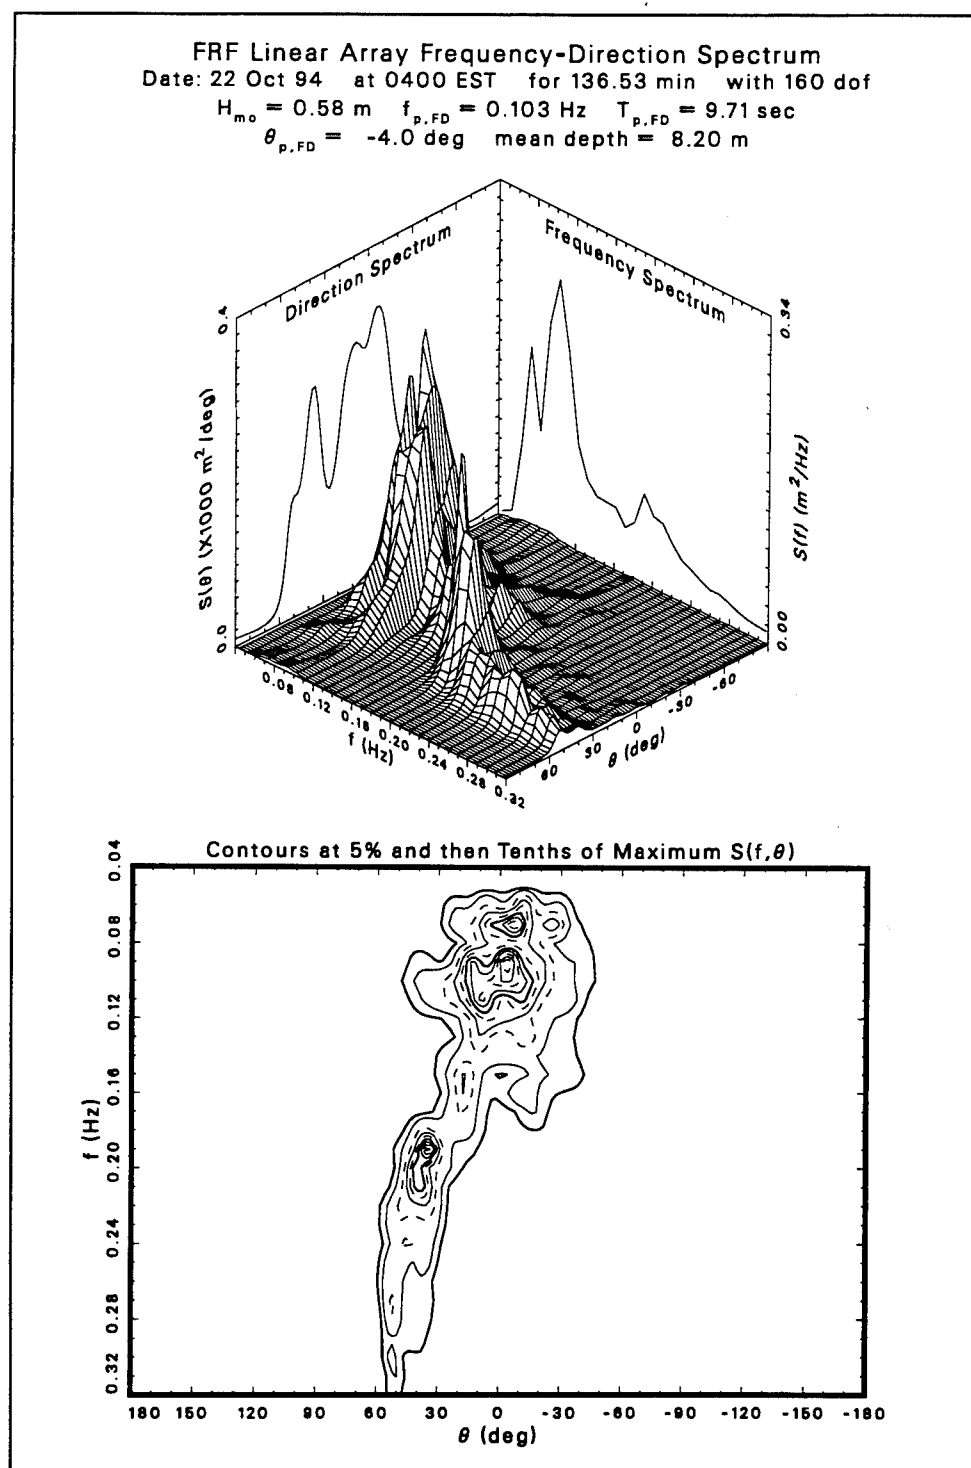 FRF Linear Array Frequency-Direction Spectrum
Date: 22 Oct 94 at 0400 EST for 136.53 min with 160 dof
H_mo = 0.58 m f_p,FD = 0.103 Hz T_p,FD = 9.71 sec
θ_p,FD = -4.0 deg mean depth = 8.20 m
Direction Spectrum
Frequency Spectrum
0.4
0.34
S(θ) (X1000 m²/deg)
S(f) (m²/Hz)
0.0
0.00
0.08 0.12 0.16 0.20 0.24 0.28 0.32
f (Hz)
60 30 0 -30 -60
θ (deg)
Contours at 5% and then Tenths of Maximum S(f,θ)
0.04
0.08
0.12
0.16
0.20
0.24
0.28
0.32
f (Hz)
180 150 120 90 60 30 0 -30 -60 -90 -120 -150 -180
θ (deg)